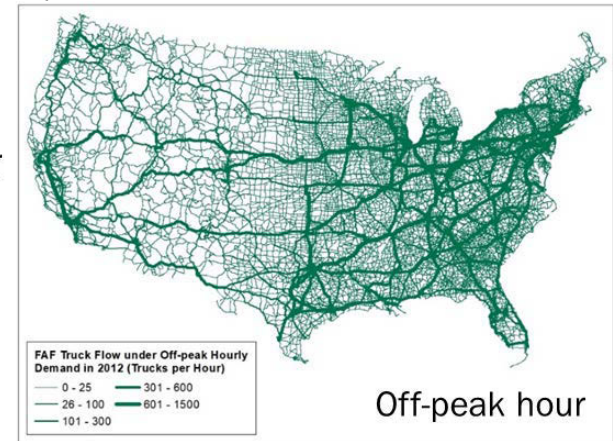 FAF Truck Flow under Off-peak Hourly
Demand in 2012 (Trucks per Hour)
0 - 25
301 - 600
26 - 100
601 - 1500
101 - 300
Off-peak hour